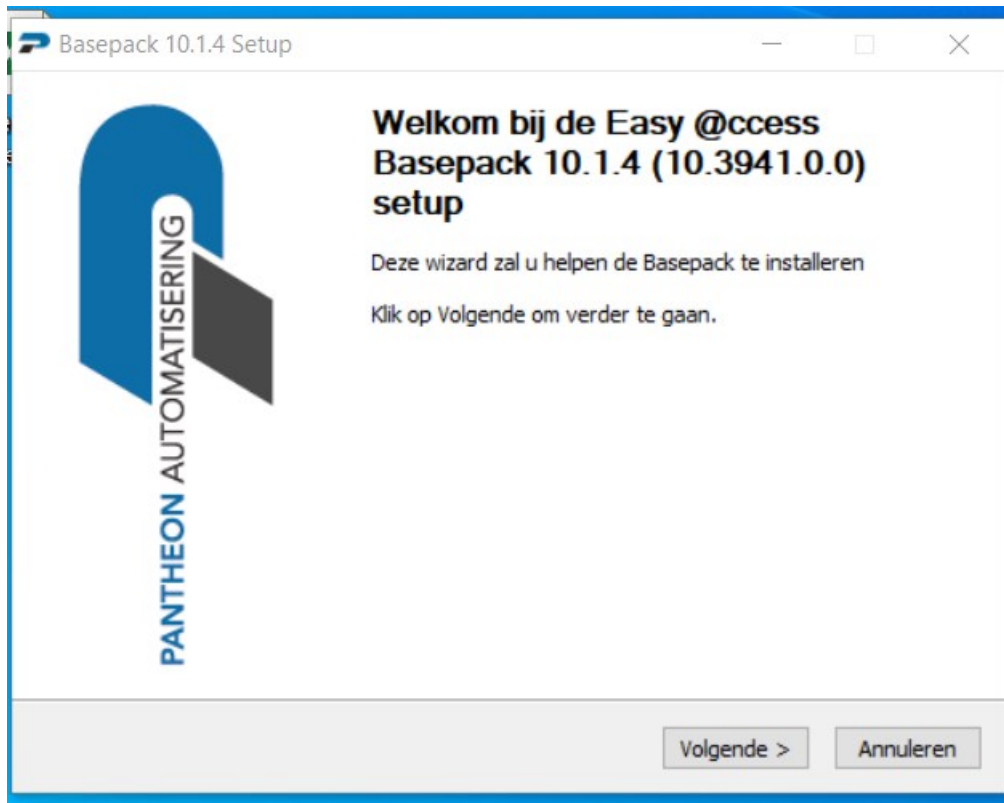 Basepack 10.1.4 Setup
Welkom bij de Easy @ccess
Basepack 10.1.4 (10.3941.0.0)
setup
Deze wizard zal u helpen de Basepack te installeren
Klik op Volgende om verder te gaan.
PANTHEON AUTOMATISERING
Volgende >
Annuleren